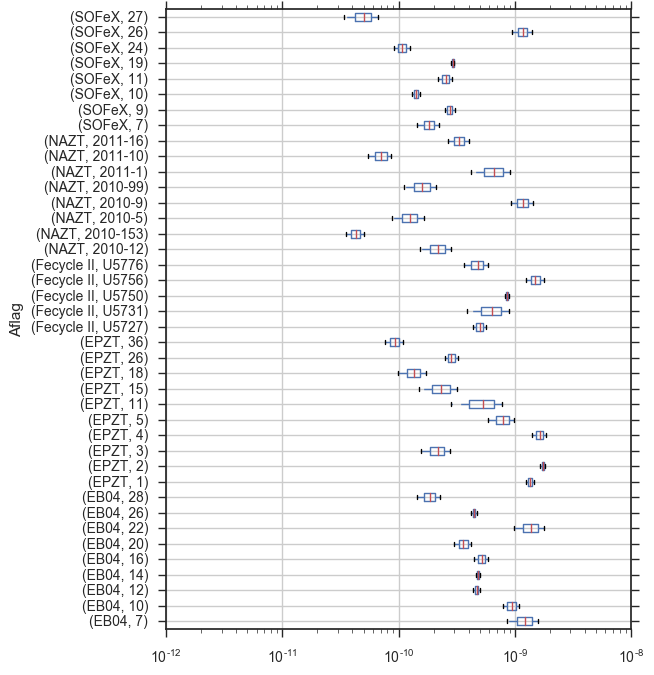 (SOFeX, 27)
(SOFeX, 26)
(SOFeX, 24)
(SOFeX, 19)
(SOFeX, 11)
(SOFeX, 10)
(SOFeX, 9)
(SOFeX, 7)
(NAZT, 2011-16)
(NAZT, 2011-10)
(NAZT, 2011-1)
(NAZT, 2010-99)
(NAZT, 2010-9)
(NAZT, 2010-5)
(NAZT, 2010-153)
(NAZT, 2010-12)
(Fecycle II, U5776)
(Fecycle II, U5756)
(Fecycle II, U5750)
(Fecycle II, U5731)
(Fecycle II, U5727)
(EPZT, 36)
(EPZT, 26)
(EPZT, 18)
(EPZT, 15)
(EPZT, 11)
(EPZT, 5)
(EPZT, 4)
(EPZT, 3)
(EPZT, 2)
(EPZT, 1)
(EB04, 28)
(EB04, 26)
(EB04, 22)
(EB04, 20)
(EB04, 16)
(EB04, 14)
(EB04, 12)
(EB04, 10)
(EB04, 7)
Aflag
10⁻¹² 10⁻¹¹ 10⁻¹⁰ 10⁻⁹ 10⁻⁸